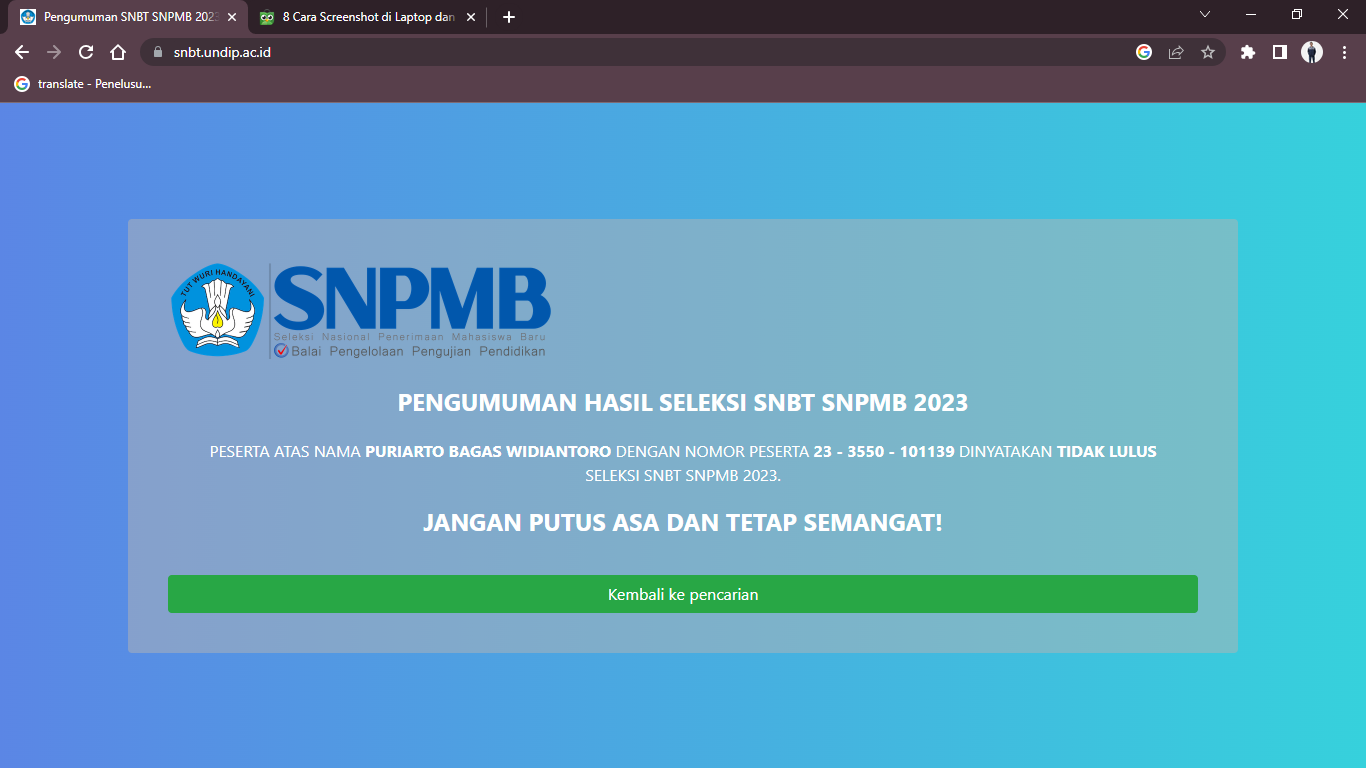 Pengumuman SNBT SNPMB 2023
8 Cara Screenshot di Laptop dan
snbt.undip.ac.id
translate - Penelusu...
TUT WURI HANDAYANI
SNPMB
Seleksi Nasional Penerimaan Mahasiswa Baru
Balai Pengelolaan Pengujian Pendidikan
PENGUMUMAN HASIL SELEKSI SNBT SNPMB 2023
PESERTA ATAS NAMA PURIARTO BAGAS WIDIANTORO DENGAN NOMOR PESERTA 23 - 3550 - 101139 DINYATAKAN TIDAK LULUS
SELEKSI SNBT SNPMB 2023.
JANGAN PUTUS ASA DAN TETAP SEMANGAT!
Kembali ke pencarian